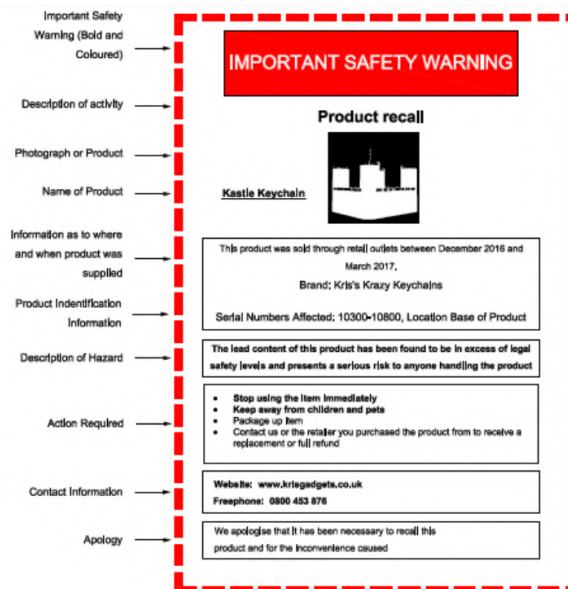 Important Safety
Warning (Bold and
Coloured)
IMPORTANT SAFETY WARNING
Description of activity
Product recall
Photograph or Product
Name of Product
Kastle Keychain
Information as to where
and when product was
supplied
This product was sold through retail outlets between December 2016 and
March 2017,
Brand: Kris's Krazy Keychains
Product Indentification
Information
Serial Numbers Affected: 10300-10800, Location Base of Product
Description of Hazard
The lead content of this product has been found to be in excess of legal
safety levels and presents a serious risk to anyone handling the product
Action Required
• Stop using the item immediately
• Keep away from children and pets
• Package up item
• Contact us or the retailer you purchased the product from to receive a
replacement or full refund
Contact Information
Website: www.krisgadgets.co.uk
Freephone: 0800 453 876
Apology
We apologise that it has been necessary to recall this
product and for the inconvenience caused